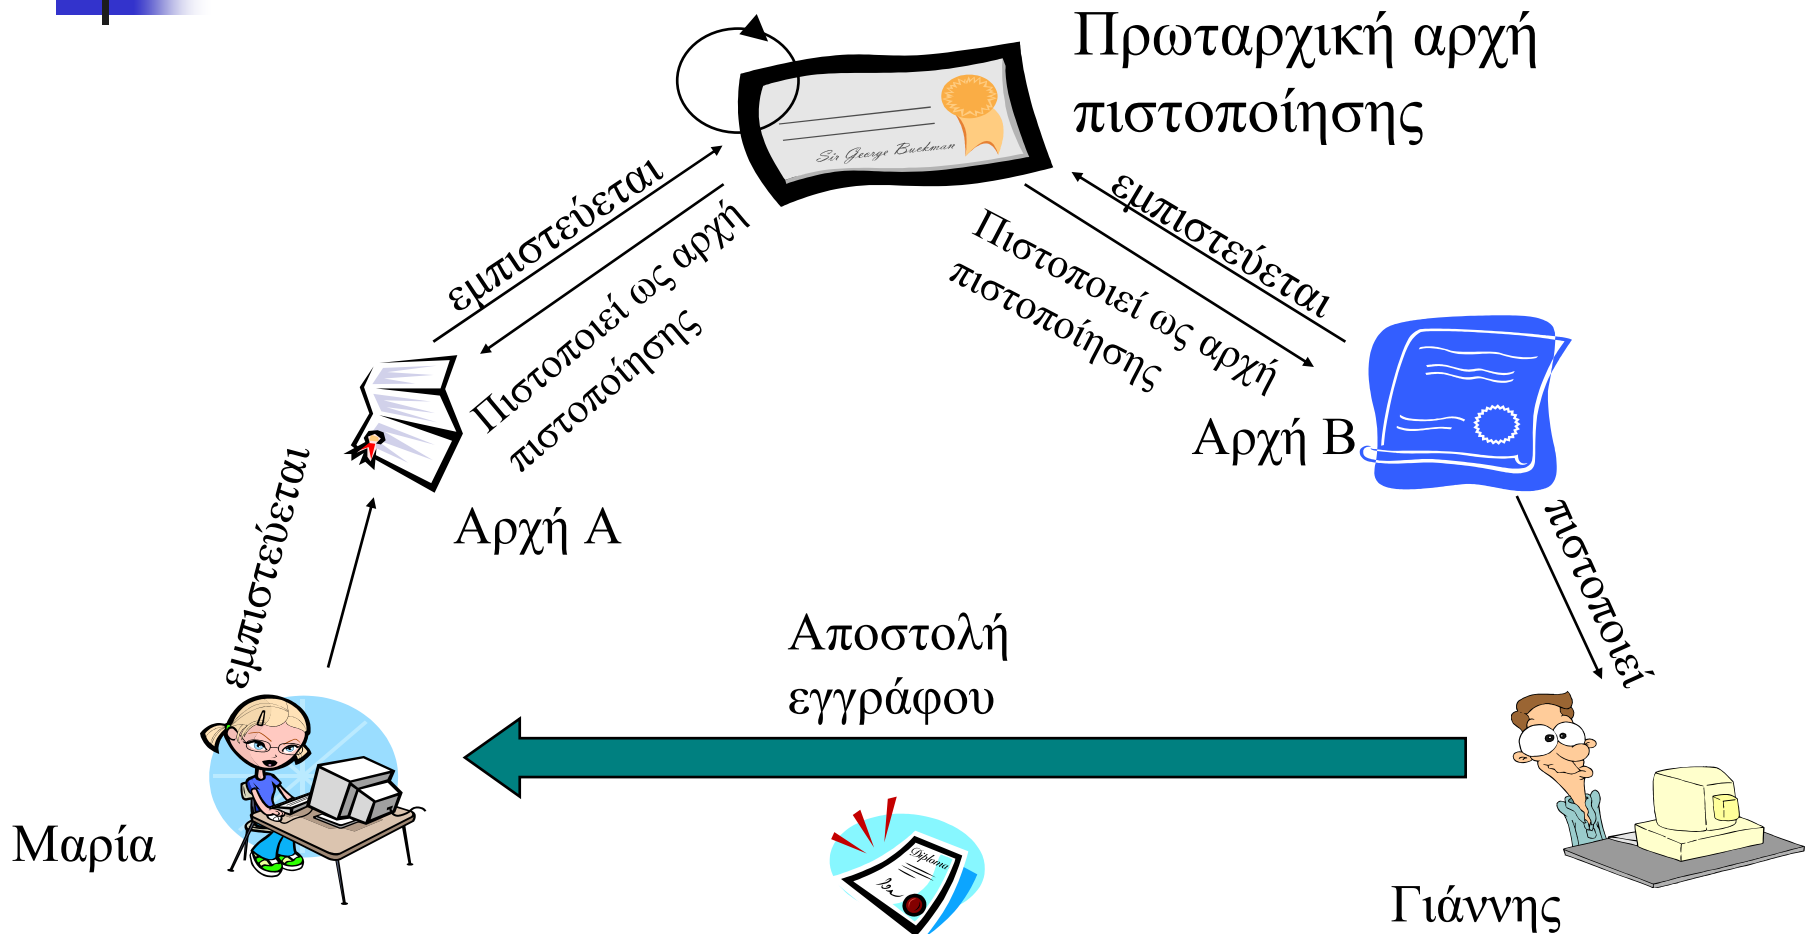 Πρωταρχική αρχή
πιστοποίησης
Sir George Buckman
εμπιστεύεται
Πιστοποιεί ως αρχή
πιστοποίησης
εμπιστεύεται
Πιστοποιεί ως αρχή
πιστοποίησης
Αρχή Β
Αρχή Α
εμπιστεύεται
πιστοποιεί
Αποστολή
εγγράφου
Μαρία
Diploma
Γιάννης